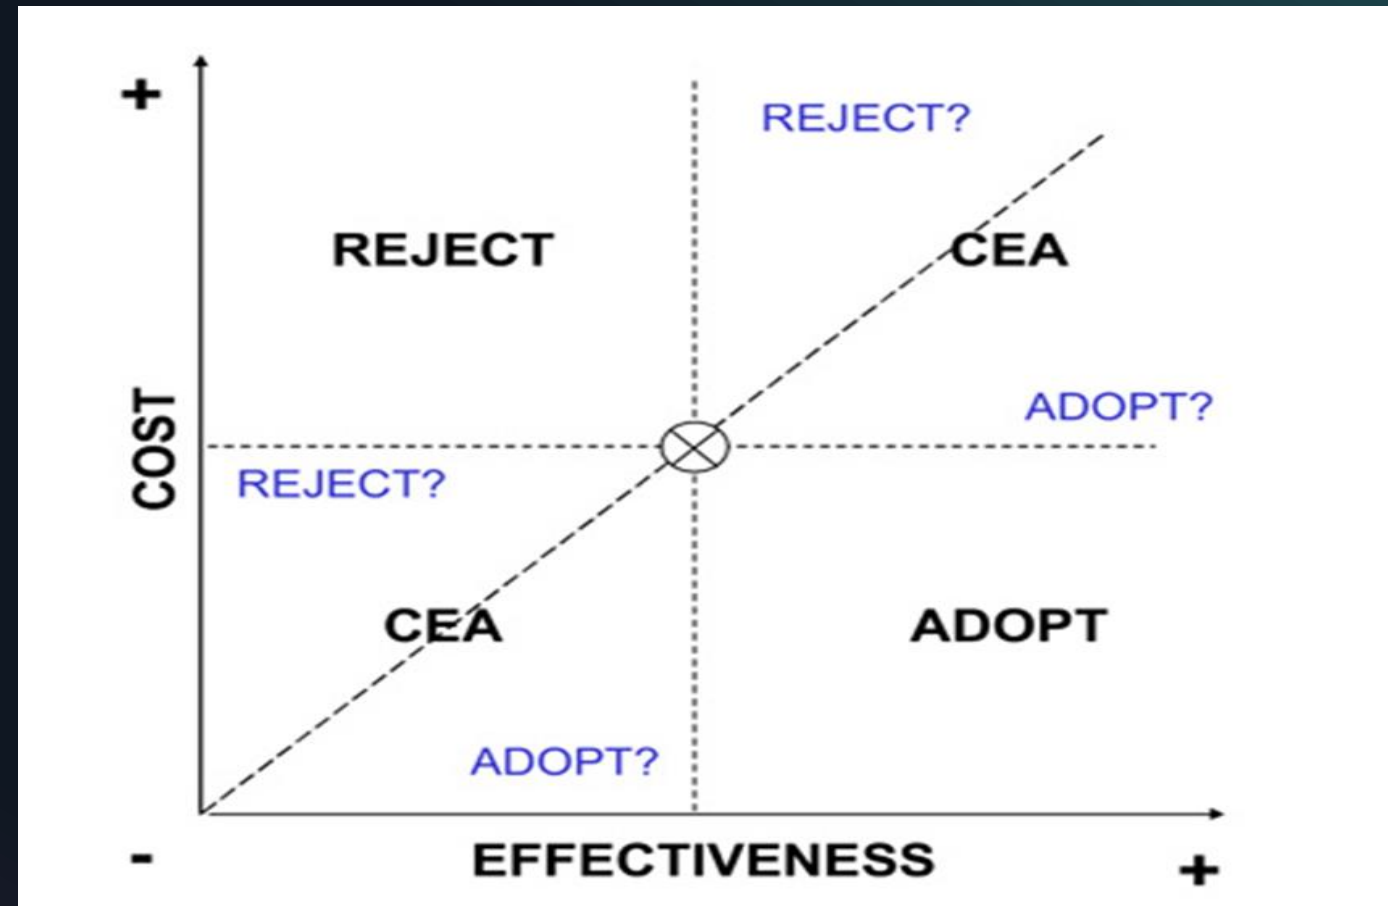 +
REJECT?
REJECT
CEA
COST
ADOPT?
REJECT?
CEA
ADOPT
ADOPT?
-
EFFECTIVENESS
+